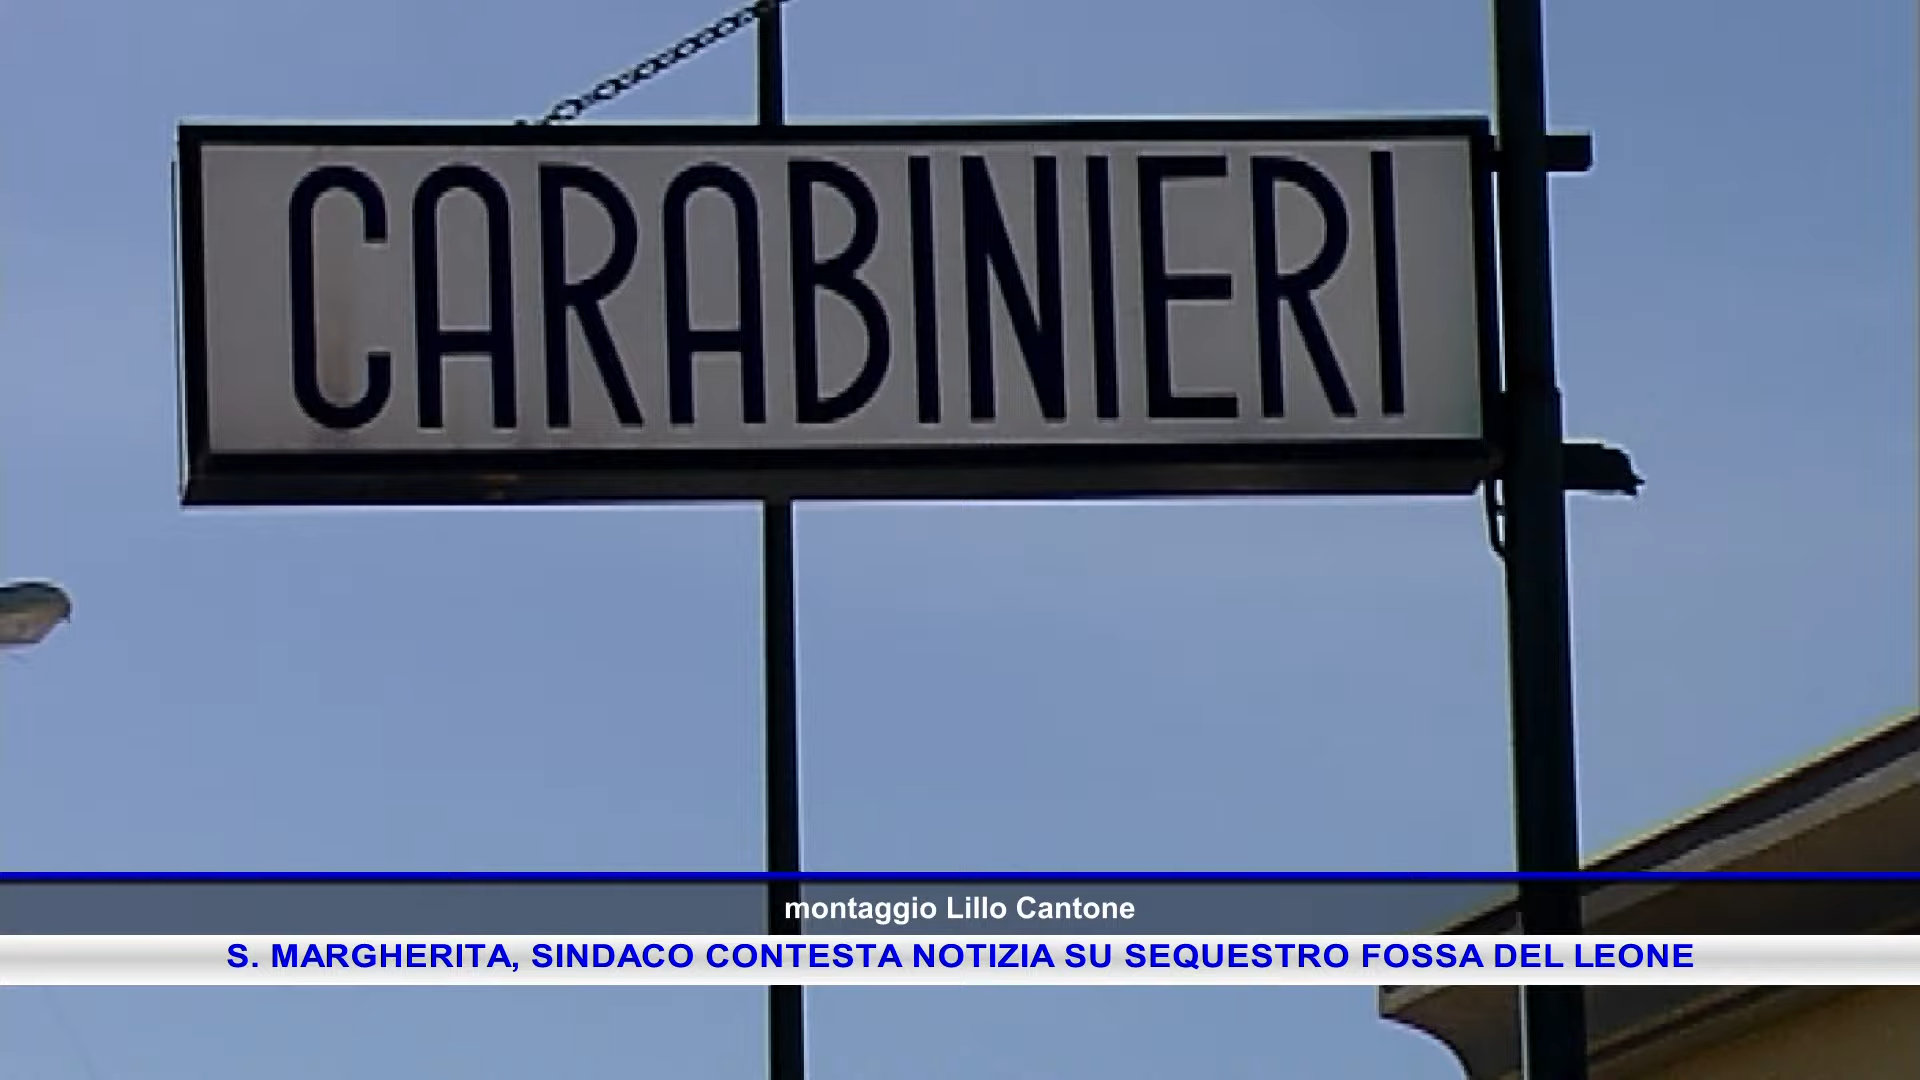 CARABINIERI
montaggio Lillo Cantone
S. MARGHERITA, SINDACO CONTESTA NOTIZIA SU SEQUESTRO FOSSA DEL LEONE